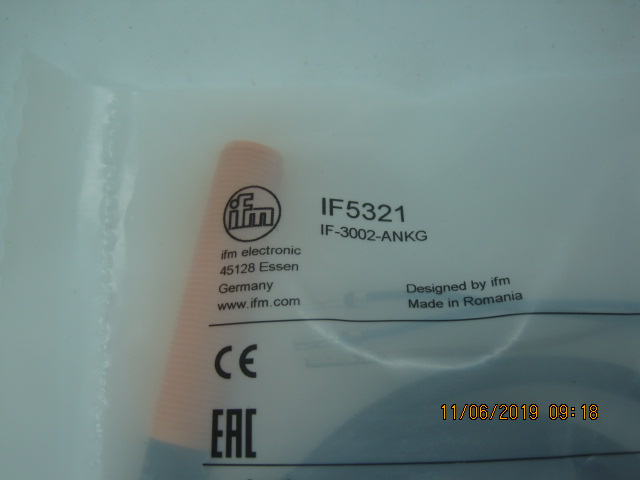 ifm
IF5321
IF-3002-ANKG
ifm electronic
45128 Essen
Germany
www.ifm.com
Designed by ifm
Made in Romania
CE
EAC
11/06/2019 09:18